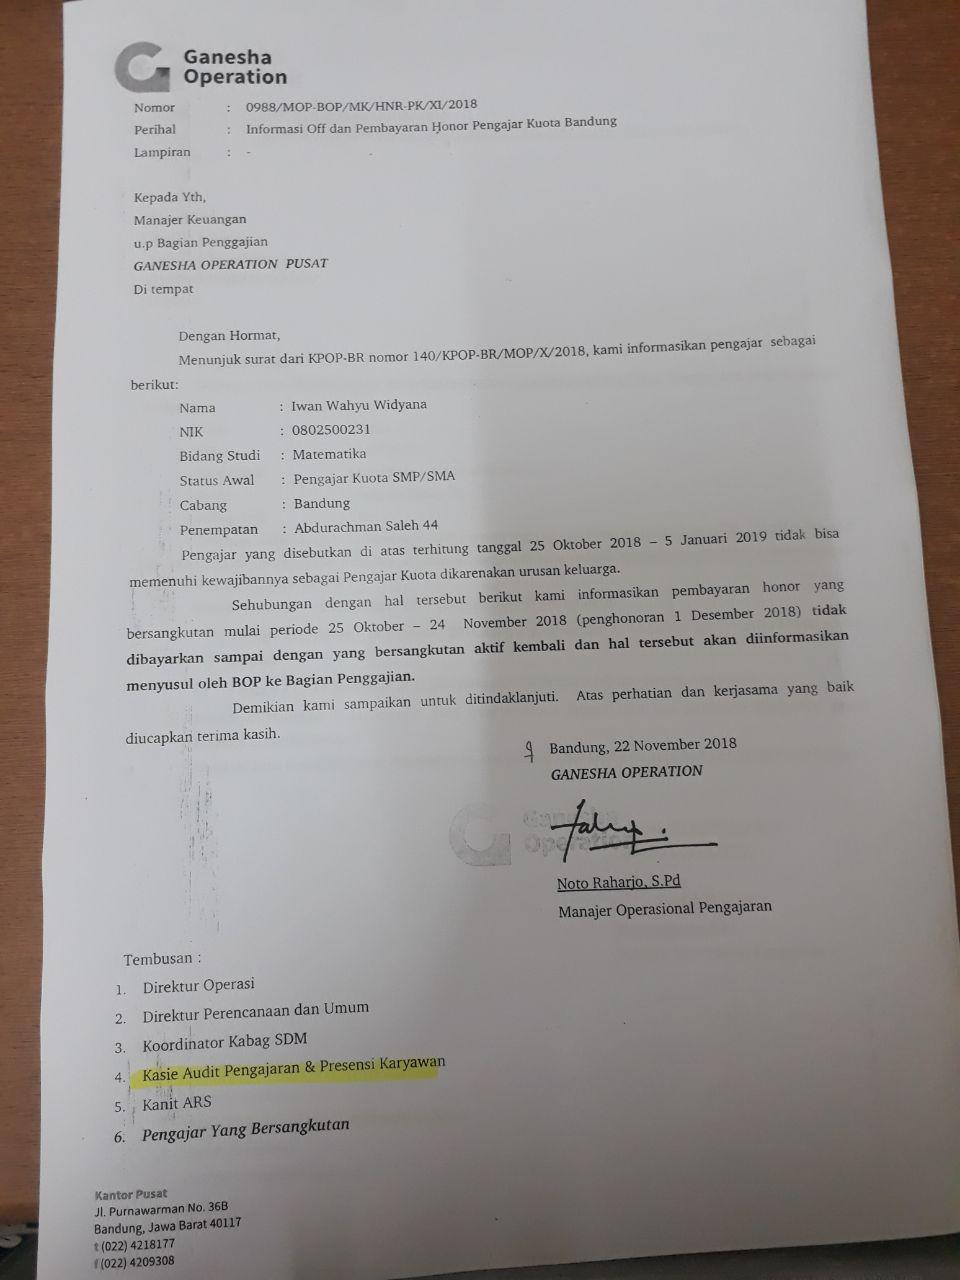 Ganesha
Operation
Nomor : 0988/MOP-BOP/MK/HNR-PK/XI/2018
Perihal : Informasi Off dan Pembayaran Honor Pengajar Kuota Bandung
Lampiran : -
Kepada Yth,
Manajer Keuangan
u.p Bagian Penggajian
GANESHA OPERATION PUSAT
Di tempat
Dengan Hormat,
Menunjuk surat dari KPOP-BR nomor 140/KPOP-BR/MOP/X/2018, kami informasikan pengajar sebagai
berikut:
Nama : Iwan Wahyu Widyana
NIK : 0802500231
Bidang Studi : Matematika
Status Awal : Pengajar Kuota SMP/SMA
Cabang : Bandung
Penempatan : Abdurachman Saleh 44
Pengajar yang disebutkan di atas terhitung tanggal 25 Oktober 2018 – 5 Januari 2019 tidak bisa
memenuhi kewajibannya sebagai Pengajar Kuota dikarenakan urusan keluarga.
Sehubungan dengan hal tersebut berikut kami informasikan pembayaran honor yang
bersangkutan mulai periode 25 Oktober – 24 November 2018 (penghonoran 1 Desember 2018) tidak
dibayarkan sampai dengan yang bersangkutan aktif kembali dan hal tersebut akan diinformasikan
menyusul oleh BOP ke Bagian Penggajian.
Demikian kami sampaikan untuk ditindaklanjuti. Atas perhatian dan kerjasama yang baik
diucapkan terima kasih.
Bandung, 22 November 2018
GANESHA OPERATION
Ganesha
Operation
Noto Raharjo, S.Pd
Manajer Operasional Pengajaran
Tembusan :
1. Direktur Operasi
2. Direktur Perencanaan dan Umum
3. Koordinator Kabag SDM
4. Kasie Audit Pengajaran & Presensi Karyawan
5. Kanit ARS
6. Pengajar Yang Bersangkutan
Kantor Pusat
Jl. Purnawarman No. 36B
Bandung, Jawa Barat 40117
t (022) 4218177
f (022) 4209308